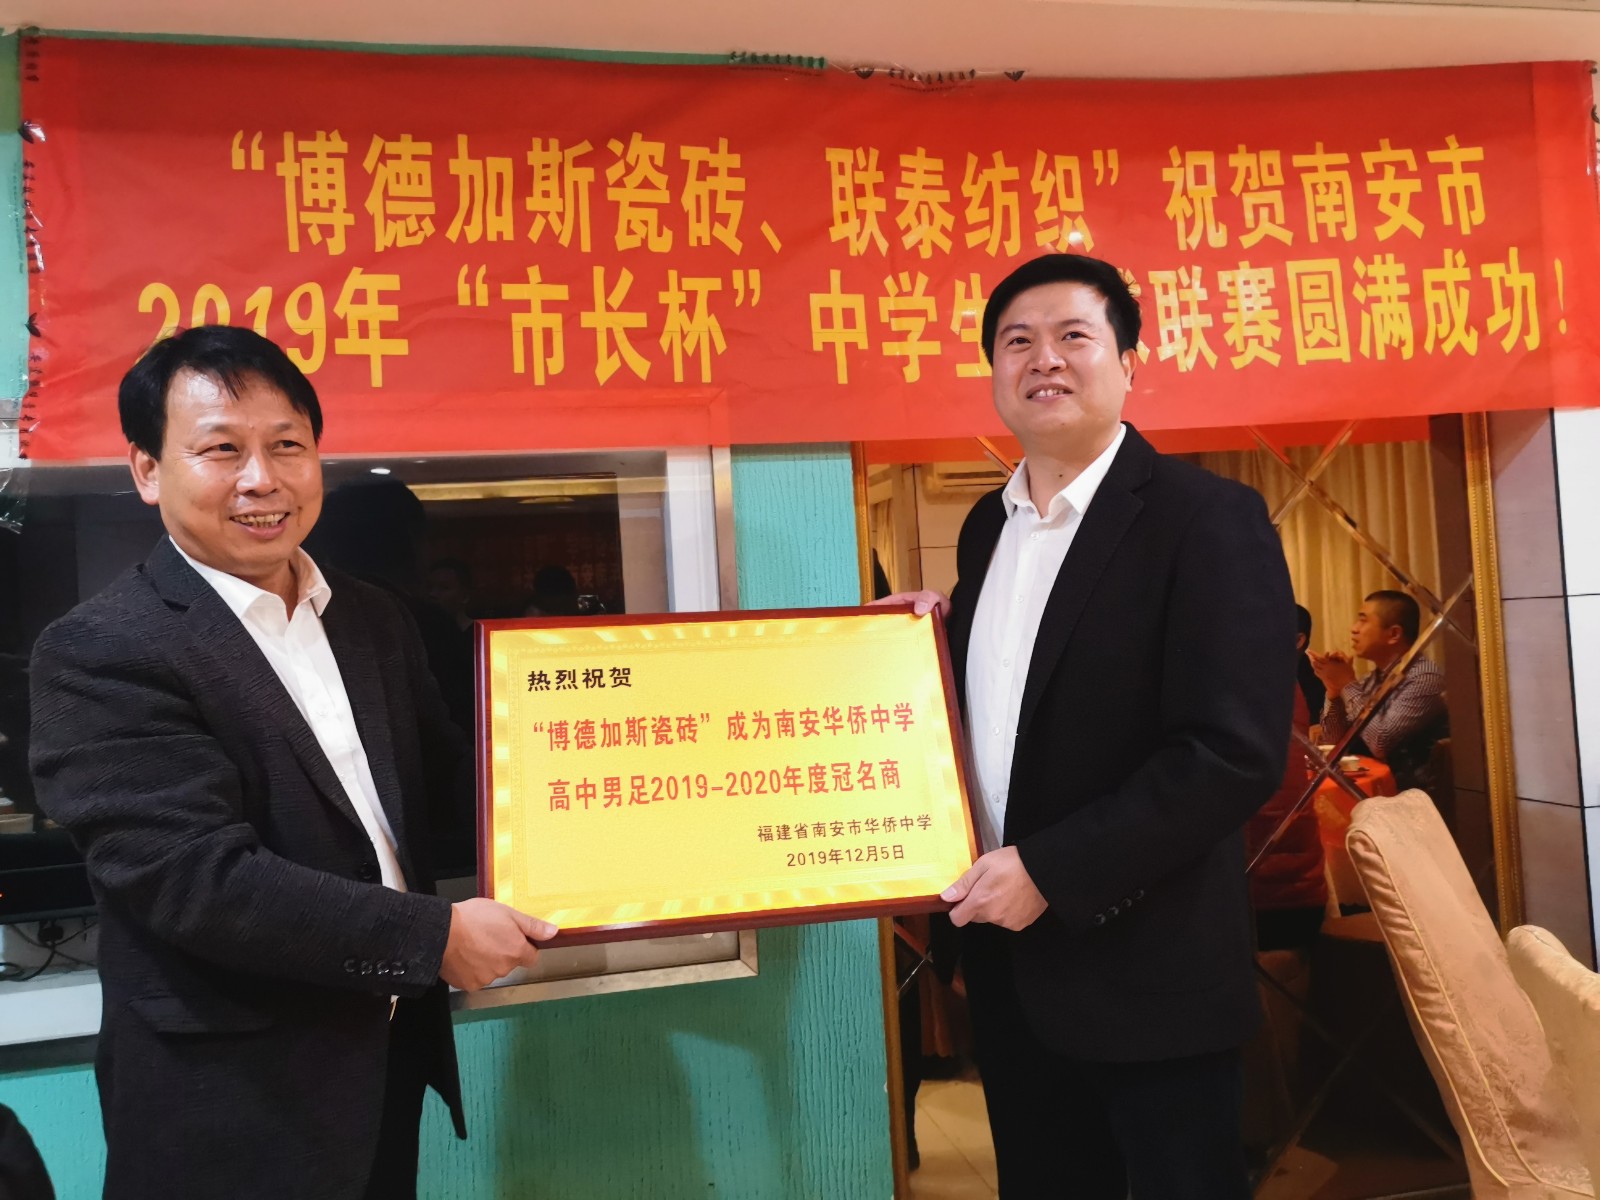 “博德加斯瓷砖、联泰纺织”祝贺南安市
2019年“市长杯”中学生 联赛圆满成功！
热烈祝贺
“博德加斯瓷砖”成为南安华侨中学
高中男足2019-2020年度冠名商
福建省南安市华侨中学
2019年12月5日